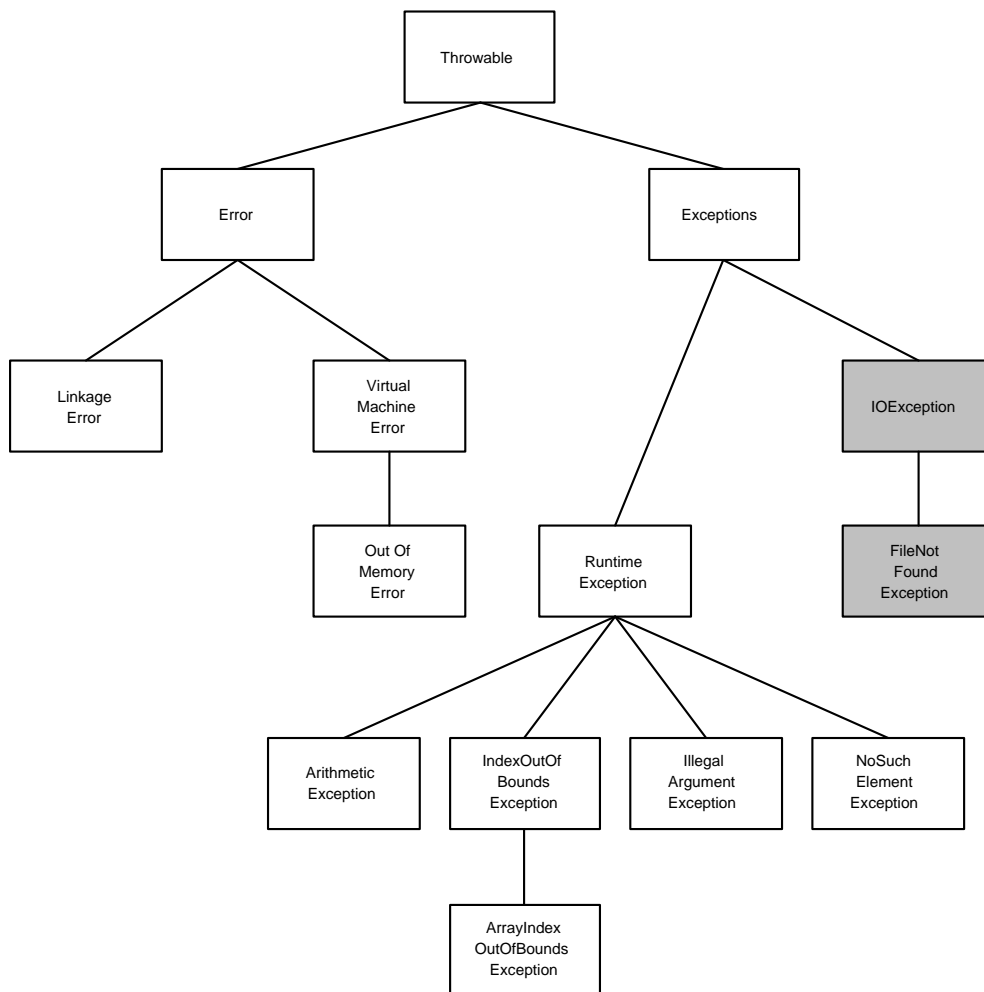 Throwable
Error
Exceptions
Linkage
Error
Virtual
Machine
Error
IOException
Out Of
Memory
Error
Runtime
Exception
FileNot
Found
Exception
Arithmetic
Exception
IndexOutOf
Bounds
Exception
Illegal
Argument
Exception
NoSuch
Element
Exception
ArrayIndex
OutOfBounds
Exception